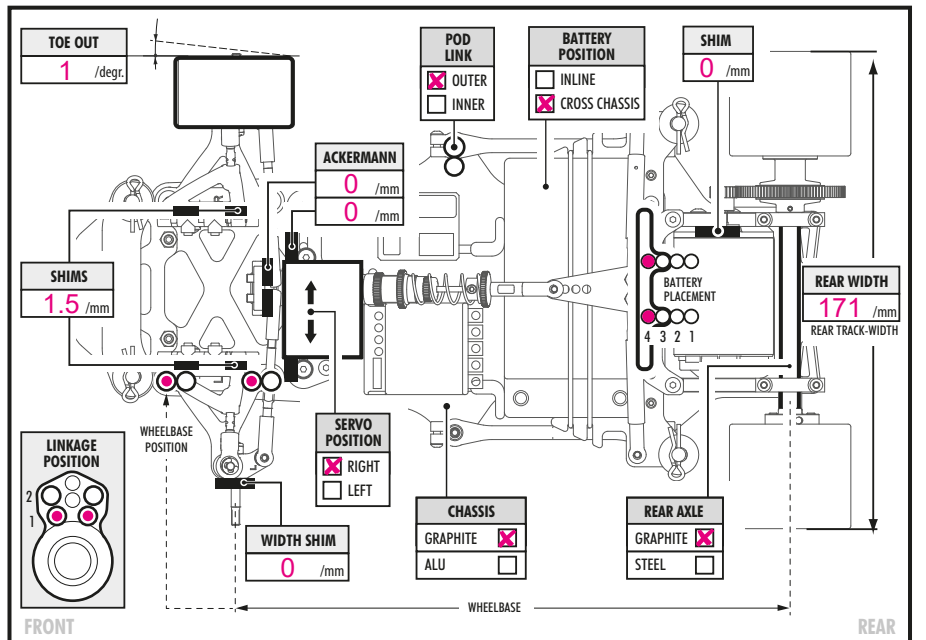 TOE OUT
1 /degr.
POD
LINK
OUTER
INNER
BATTERY
POSITION
INLINE
CROSS CHASSIS
SHIM
0 /mm
ACKERMANN
0 /mm
0 /mm
SHIMS
1.5 /mm
BATTERY
PLACEMENT
4 3 2 1
REAR WIDTH
171 /mm
REAR TRACK-WIDTH
WHEELBASE
POSITION
SERVO
POSITION
RIGHT
LEFT
LINKAGE
POSITION
2
1
WIDTH SHIM
0 /mm
CHASSIS
GRAPHITE
ALU
REAR AXLE
GRAPHITE
STEEL
WHEELBASE
FRONT
REAR